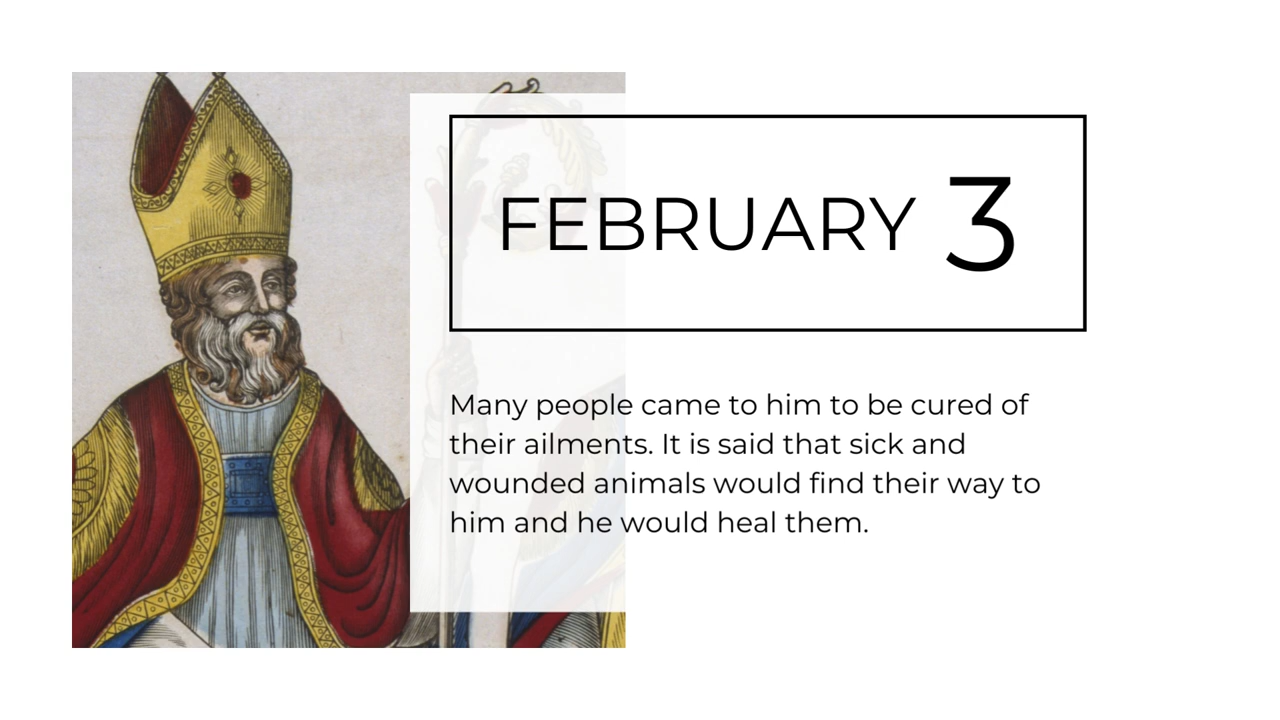 FEBRUARY 3
Many people came to him to be cured of
their ailments. It is said that sick and
wounded animals would find their way to
him and he would heal them.